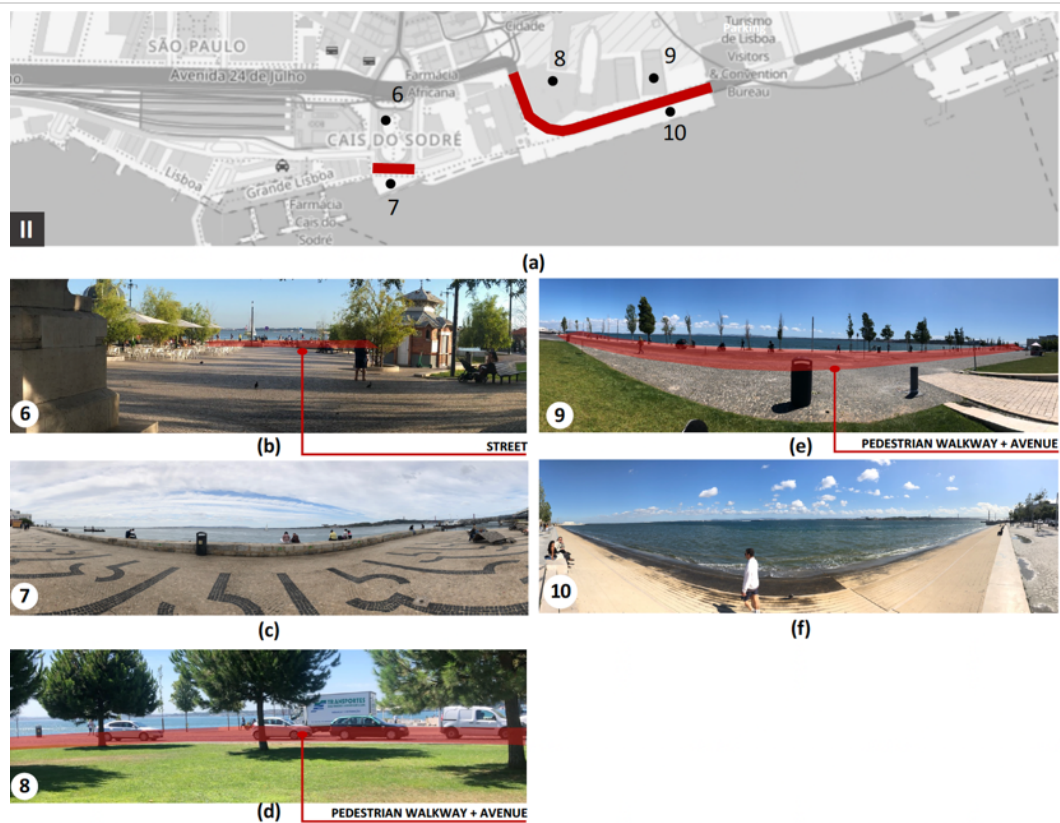 Cidade
Turismo
Parking
de Lisboa
Visitors
& Convention
Bureau
SÃO PAULO
Avenida 24 de Julho
Farmácia
Africana
8
9
6
10
CAIS DO SODRÉ
Lisboa
Grande Lisboa
7
Farmácia
Cais do
Sodré
II
(a)
6
(b)
STREET
9
(e)
PEDESTRIAN WALKWAY + AVENUE
7
(c)
10
(f)
TRANSPORTES
8
(d)
PEDESTRIAN WALKWAY + AVENUE